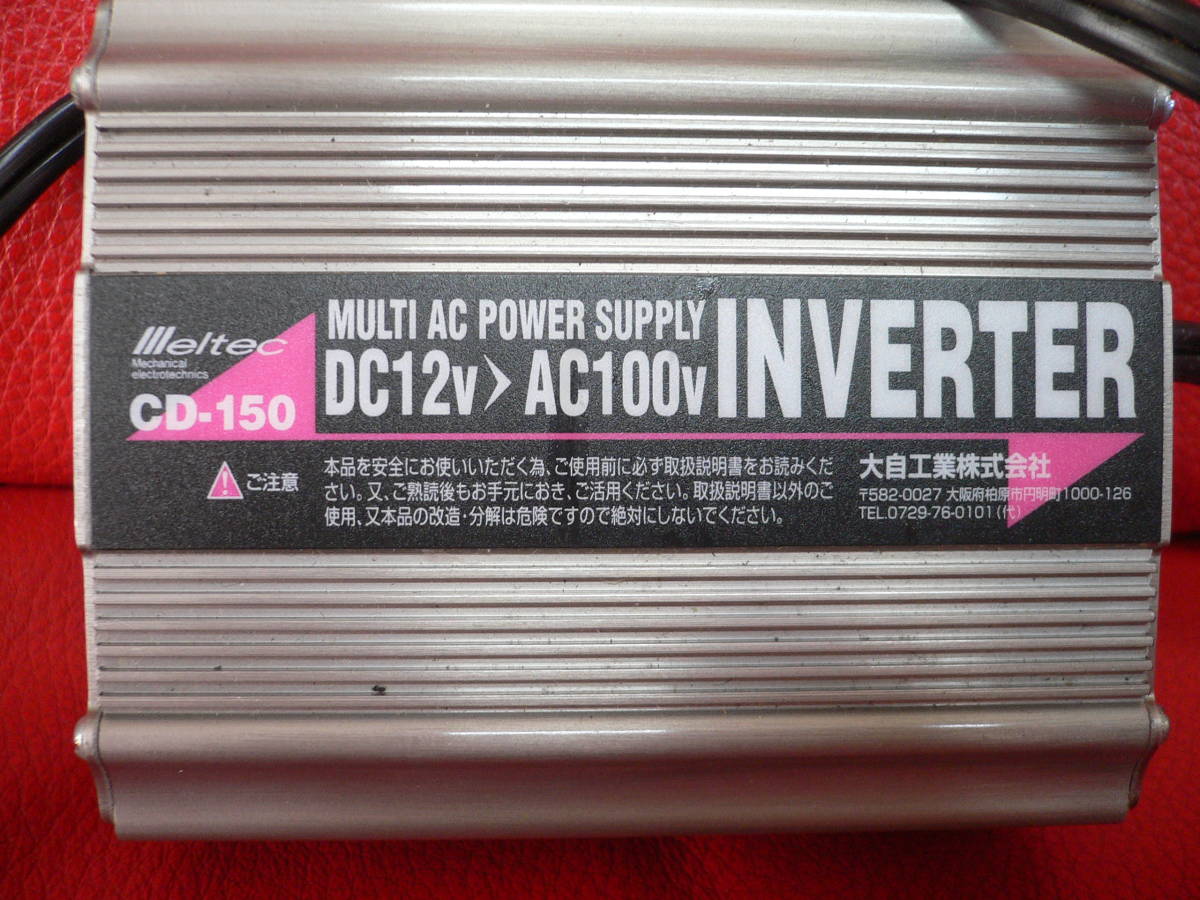 Meltec
Mechanical
electrotechnics
CD-150
MULTI AC POWER SUPPLY
DC12v > AC100v
INVERTER
ご注意
本品を安全にお使いいただく為、ご使用前に必ず取扱説明書をお読みくだ
さい。又、ご熟読後もお手元におき、ご活用ください。取扱説明書以外のご
使用、又本品の改造・分解は危険ですので絶対にしないでください。
大自工業株式会社
〒582-0027 大阪府柏原市円明町1000-126
TEL.0729-76-0101(代)